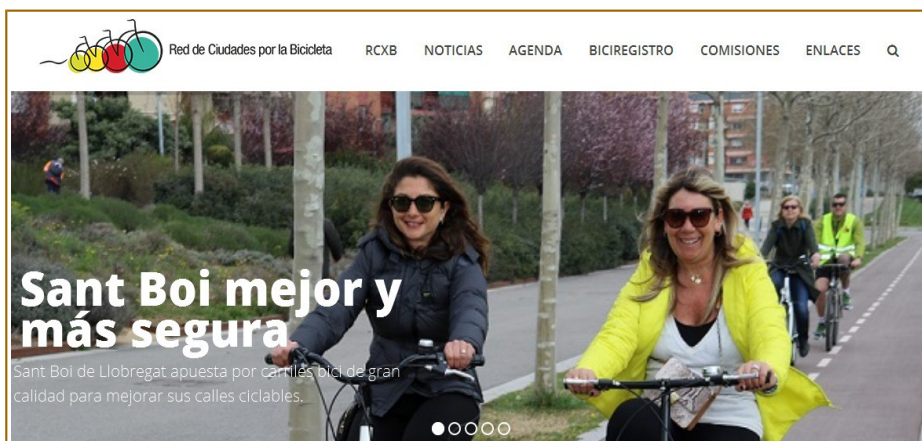 Red de Ciudades por la Bicicleta
RCXB NOTICIAS AGENDA BICIREGISTRO COMISIONES ENLACES
Sant Boi mejor y
más segura
Sant Boi de Llobregat apuesta por cartiles bici de gran
calidad para mejorar sus calles ciclables.